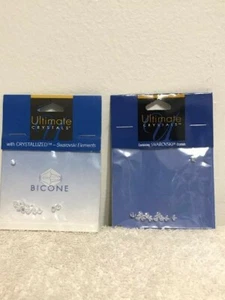 Ultimate
CRYSTALS
with CRYSTALLIZED™ - Swarovski Elements
BICONE
Ultimate
CRYSTALS